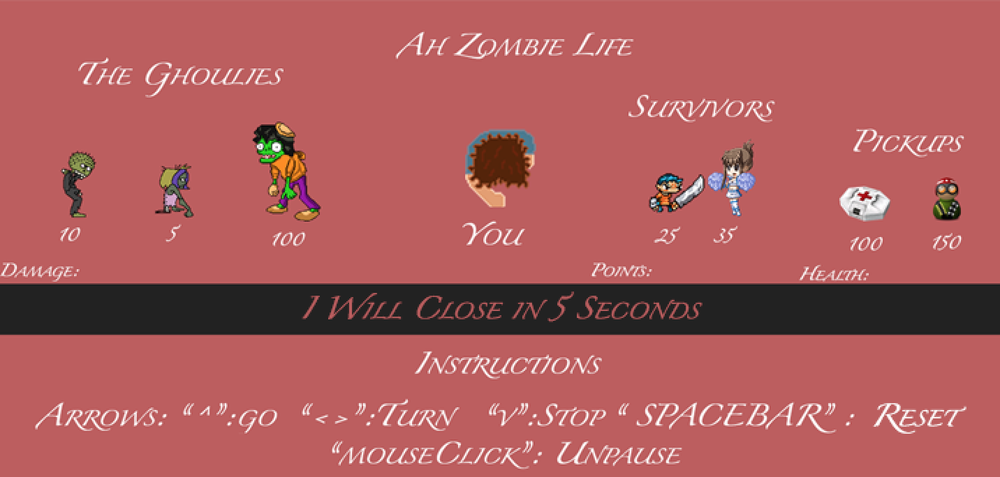 Ah Zombie Life
The Ghoulies
Survivors
Pickups
10 5 100
You
25 35
100 150
Damage:
Points:
Health:
I Will Close in 5 Seconds
Instructions
Arrows: “^”:go “< >”:Turn “v”:Stop “ SPACEBAR” : Reset
“mouseClick”: Unpause